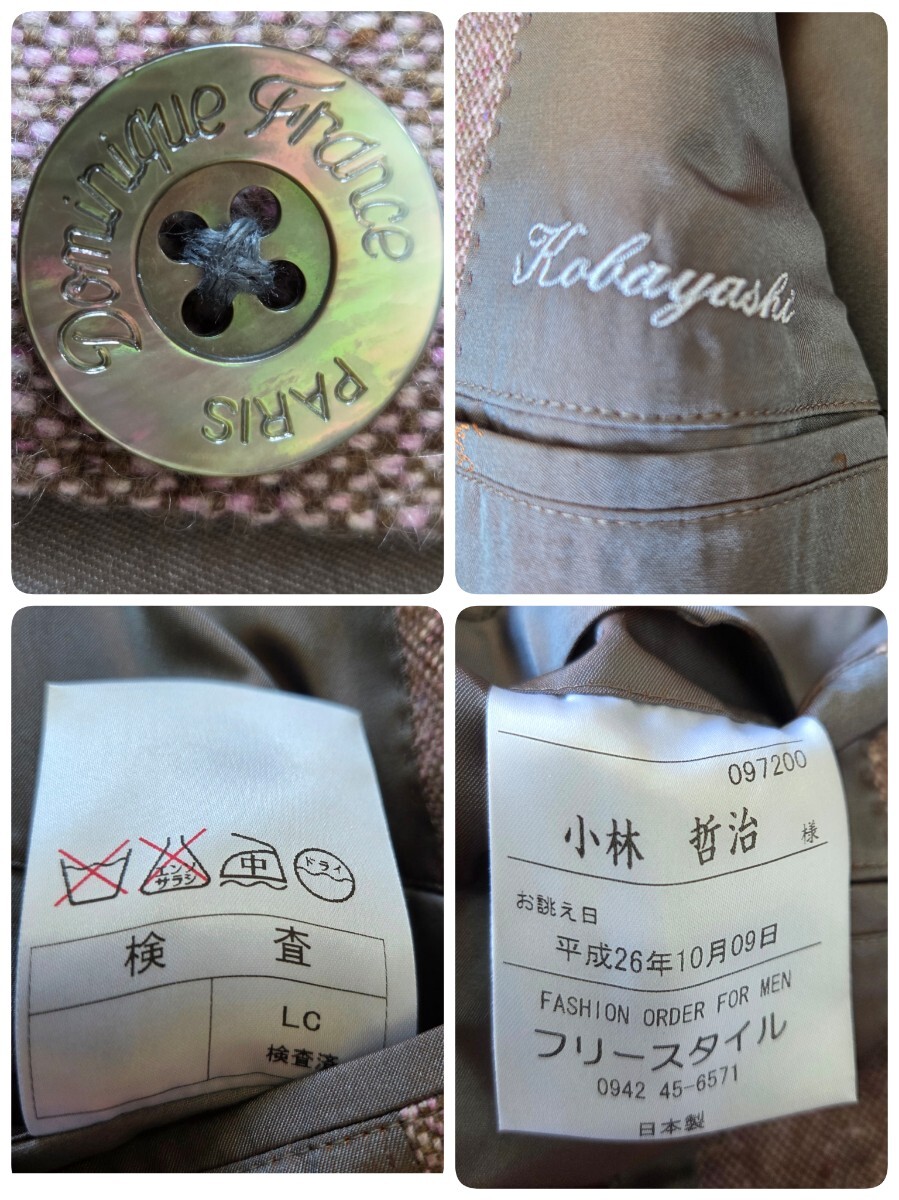 Dominique France
PARIS
Kobayashi
エンソ
サラシ
中
ドライ
検 査
LC
検査済
097200
小林 哲治 様
お誂え日
平成26年10月09日
FASHION ORDER FOR MEN
フリースタイル
0942 45-6571
日本製